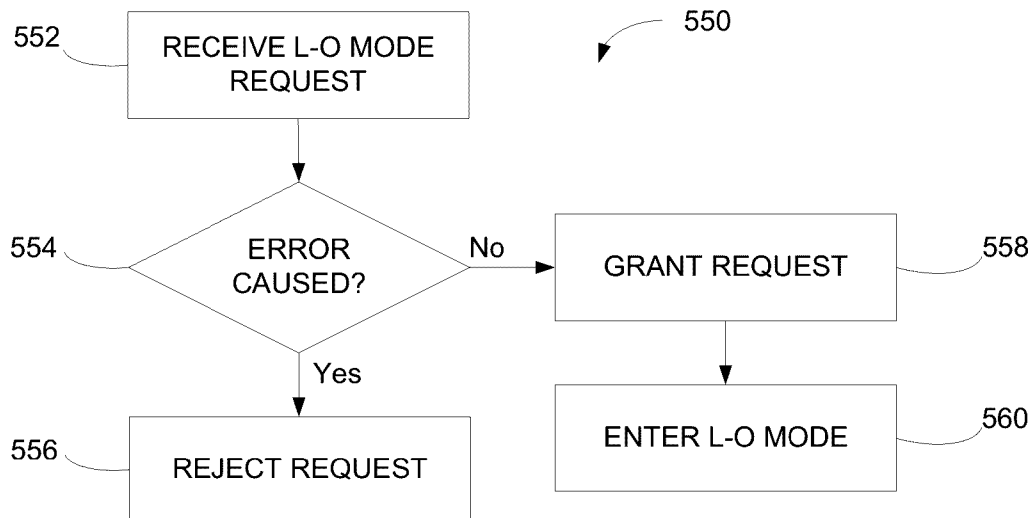 550
552
RECEIVE L-O MODE
REQUEST
554
ERROR
CAUSED?
No
GRANT REQUEST
558
Yes
556
REJECT REQUEST
ENTER L-O MODE
560